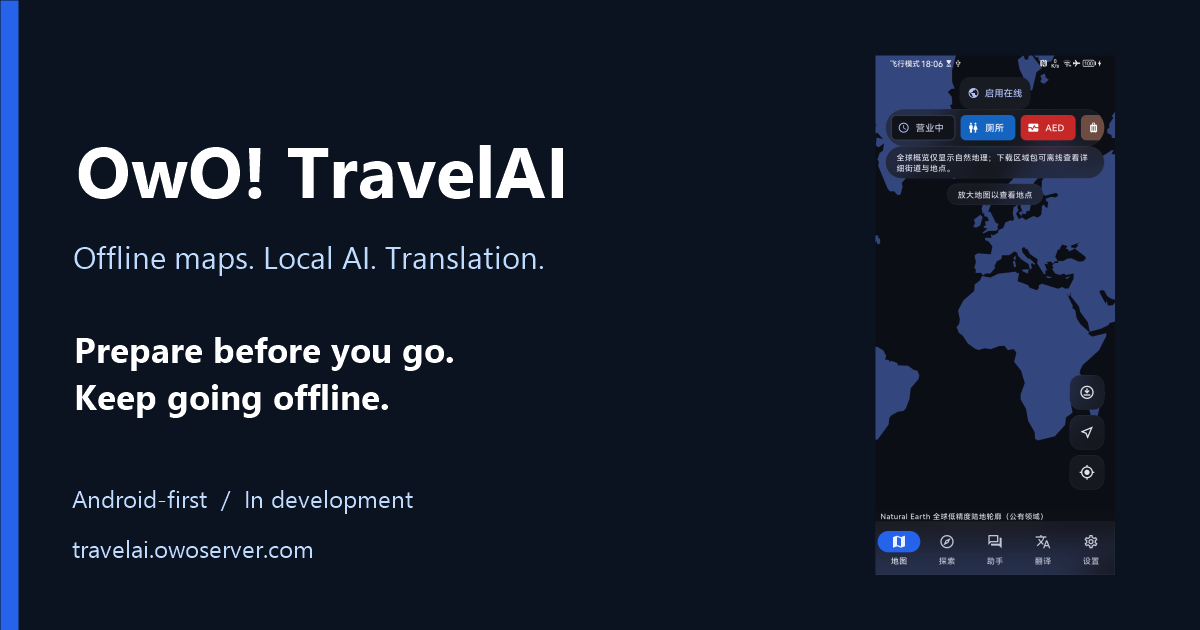 OwO! TravelAI
Offline maps. Local AI. Translation.
Prepare before you go.
Keep going offline.
Android-first / In development
travelai.owoserver.com
飞行模式 18:06
0
K/s
100
启用在线
营业中
厕所
AED
全球概览仅显示自然地理；下载区域包可离线查看详
细街道与地点。
放大地图以查看地点
Natural Earth 全球低精度陆地轮廓（公有领域）
地图
探索
助手
翻译
设置